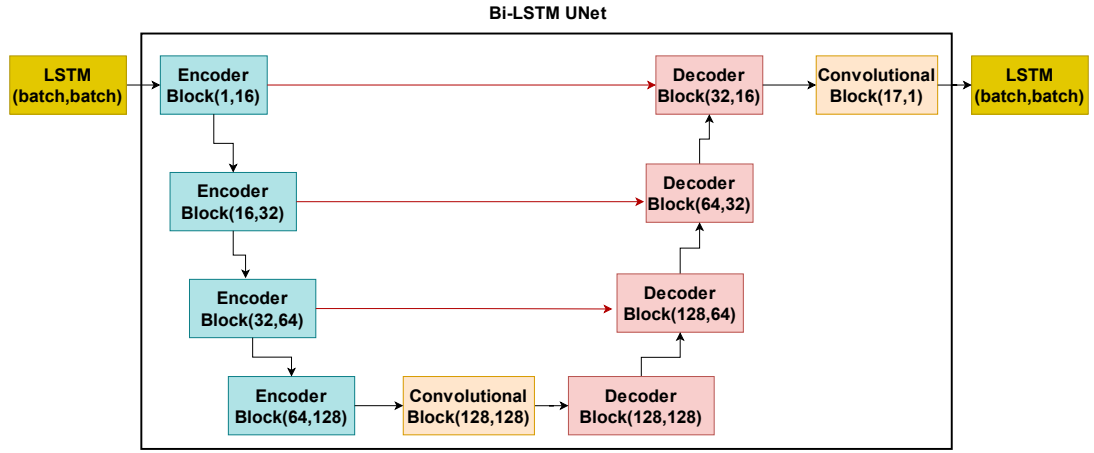 Bi-LSTM UNet
LSTM
(batch,batch)
Encoder
Block(1,16)
Decoder
Block(32,16)
Convolutional
Block(17,1)
LSTM
(batch,batch)
Encoder
Block(16,32)
Decoder
Block(64,32)
Encoder
Block(32,64)
Decoder
Block(128,64)
Encoder
Block(64,128)
Convolutional
Block(128,128)
Decoder
Block(128,128)